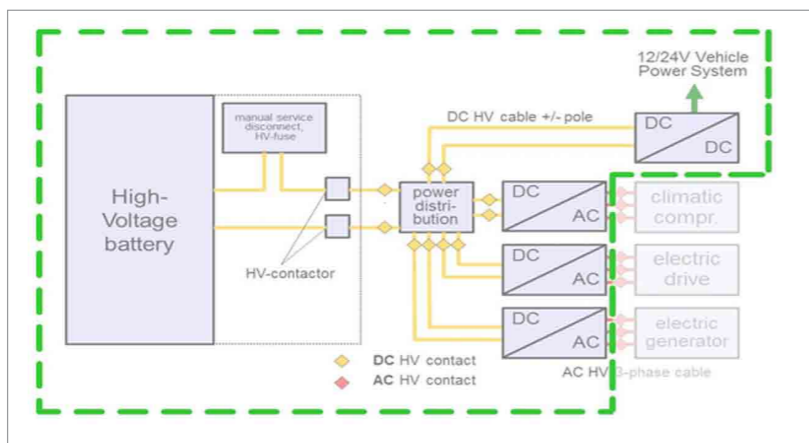 12/24V Vehicle
Power System
manual service
disconnect,
HV-fuse
DC HV cable +/- pole
DC
DC
High-
Voltage
battery
power
distri-
bution
DC
AC
climatic
compr.
HV-contactor
DC
AC
electric
drive
DC
AC
electric
generator
DC HV contact
AC HV contact
AC HV 3-phase cable